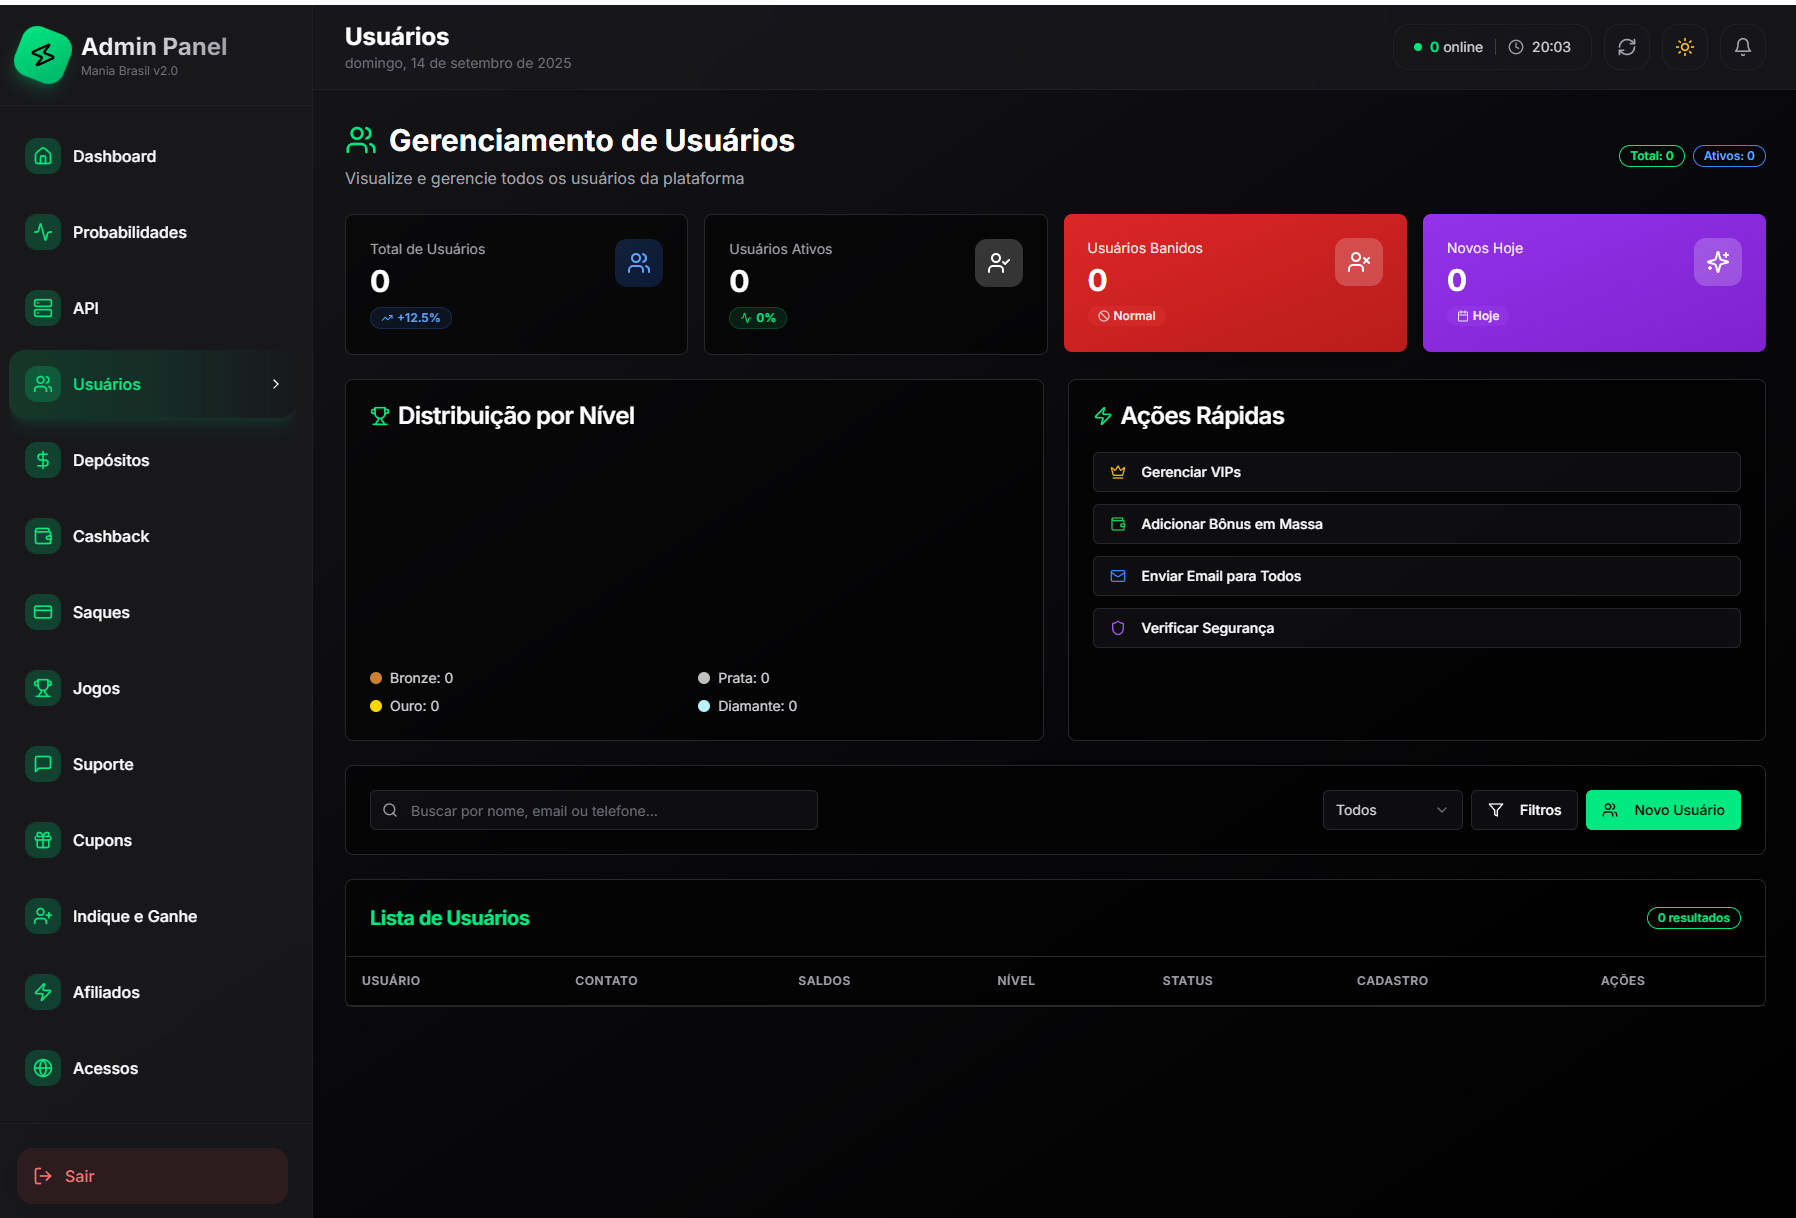 Admin Panel
Mania Brasil v2.0
Dashboard
Probabilidades
API
Usuários
Depósitos
Cashback
Saques
Jogos
Suporte
Cupons
Indique e Ganhe
Afiliados
Acessos
Sair
Usuários
domingo, 14 de setembro de 2025
0 online
20:03
Gerenciamento de Usuários
Visualize e gerencie todos os usuários da plataforma
Total: 0
Ativos: 0
Total de Usuários
0
+12.5%
Usuários Ativos
0
0%
Usuários Banidos
0
Normal
Novos Hoje
0
Hoje
Distribuição por Nível
Bronze: 0
Prata: 0
Ouro: 0
Diamante: 0
Ações Rápidas
Gerenciar VIPs
Adicionar Bônus em Massa
Enviar Email para Todos
Verificar Segurança
Buscar por nome, email ou telefone...
Todos
Filtros
Novo Usuário
Lista de Usuários
0 resultados
USUÁRIO CONTATO SALDOS NÍVEL STATUS CADASTRO AÇÕES